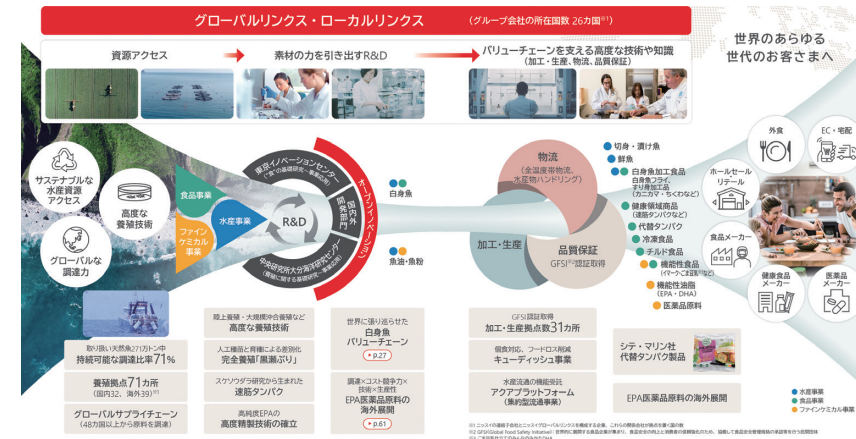 グローバルリンクス・ローカルリンクス (グループ会社の所在国数 26カ国※1)
資源アクセス
素材の力を引き出すR&D
バリューチェーンを支える高度な技術や知識
(加工・生産、物流、品質保証)
世界のあらゆる
世代のお客さまへ
サステナブルな
水産資源
アクセス
高度な
養殖技術
グローバルな
調達力
食品事業
水産事業
ファイン
ケミカル
事業
東京イノベーションセンター
("食"の基礎研究～事業応用)
R&D
国内外
開発部門
中央研究所大分海洋研究センター
(養殖に関する基礎研究～事業応用)
オープンイノベーション
白身魚
魚油・魚粉
物流
(全温度帯物流、
水産物ハンドリング)
加工・生産
品質保証
GFSI※2認証取得
切身・漬け魚
鮮魚
白身魚加工食品
白身魚フライ、
すり身加工品
(カニカマ・ちくわなど)
健康領域商品
(速筋タンパクなど)
代替タンパク
冷凍食品
チルド食品
機能性食品
機能性油脂
(EPA・DHA)
医薬品原料
外食
EC・宅配
ホールセール
リテール
食品メーカー
健康食品
メーカー
医薬品
メーカー
取り扱い天然魚271万トン中
持続可能な調達比率71%
養殖拠点71カ所
(国内32、海外39)※1
グローバルサプライチェーン
(48カ国以上から原料を調達)
陸上養殖・大規模沖合養殖など
高度な養殖技術
人工種苗と育種による差別化
完全養殖「黒瀬ぶり」
スケソウダラ研究から生まれた
速筋タンパク
高純度EPAの
高度精製技術の確立
世界に張り巡らせた
白身魚
バリューチェーン
p.27
調達×コスト競争力×
技術・生産性
EPA医薬品原料の
海外展開
p.61
GFSI認証取得
加工・生産拠点数31カ所
個食対応、フードロス削減
キューディッシュ事業
水産流通の機能受託
アクアプラットフォーム
(集約型流通事業)
シテ・マリン社
代替タンパク製品
EPA医薬品原料の海外展開
水産事業
食品事業
ファインケミカル事業